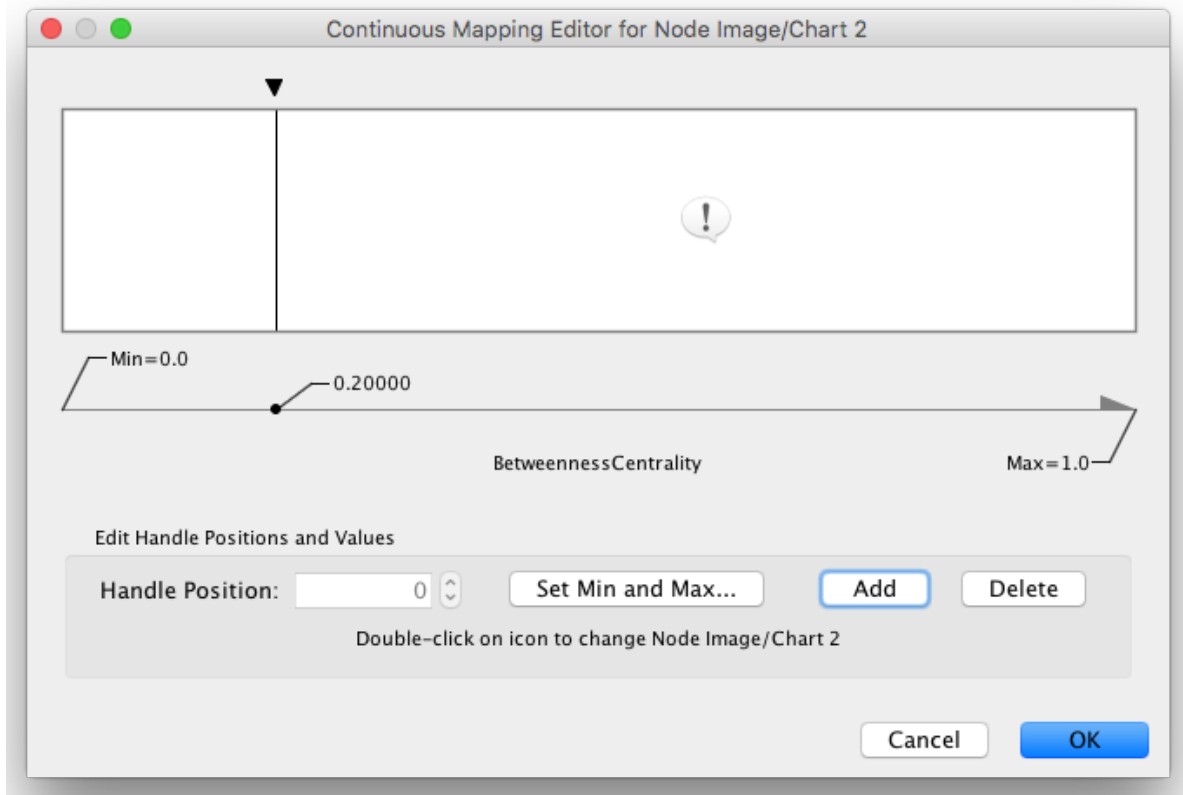 Continuous Mapping Editor for Node Image/Chart 2
!
Min=0.0
0.20000
BetweennessCentrality
Max=1.0
Edit Handle Positions and Values
Handle Position: 0 Set Min and Max... Add Delete
Double-click on icon to change Node Image/Chart 2
Cancel OK